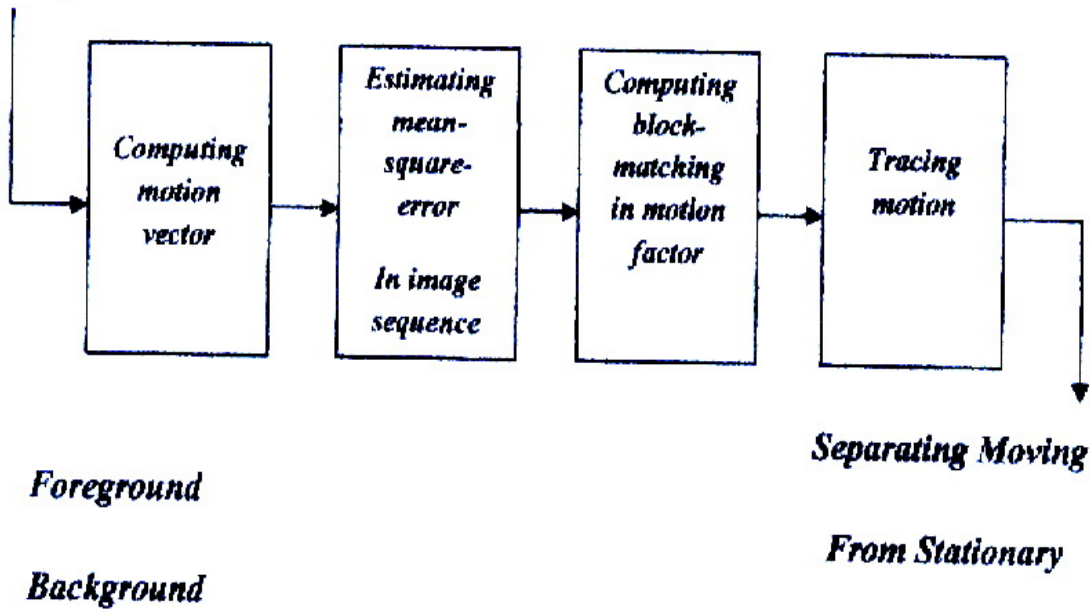 Computing
motion
vector
Estimating
mean-
square-
error
In image
sequence
Computing
block-
matching
in motion
factor
Tracing
motion
Separating Moving
From Stationary
Foreground
Background